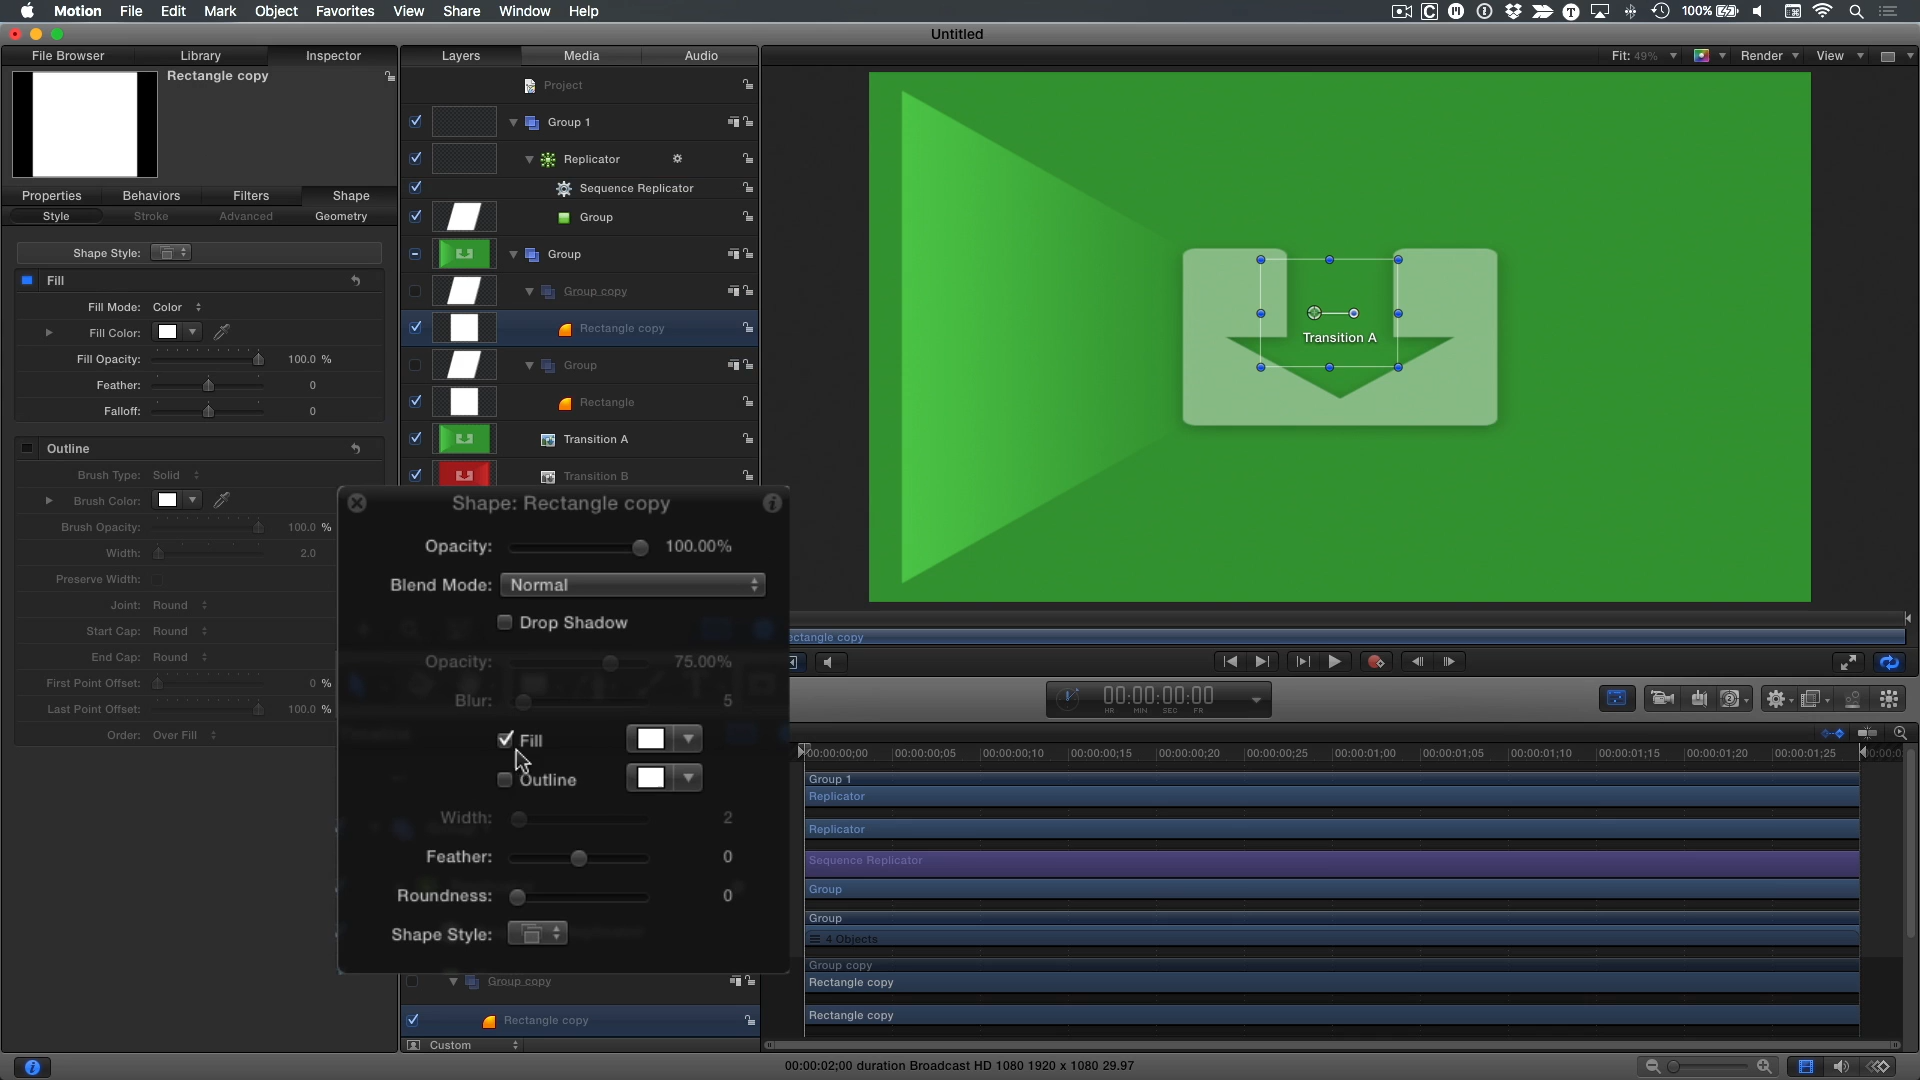 Motion File Edit Mark Object Favorites View Share Window Help 100%
Untitled
File Browser Library Inspector Layers Media Audio Fit: 49% Render View
Rectangle copy
Project
Group 1
Replicator
Sequence Replicator
Properties Behaviors Filters Shape
Style Stroke Advanced Geometry
Group
Shape Style:
Group
Fill
Group copy
Fill Mode: Color
Rectangle copy
Fill Color:
Transition A
Fill Opacity: 100.0 %
Group
Feather: 0
Rectangle
Falloff: 0
Transition A
Outline
Brush Type: Solid
Transition B
Brush Color:
Shape: Rectangle copy
Brush Opacity: 100.0 %
Opacity: 100.00%
Width: 2.0
Preserve Width:
Blend Mode: Normal
Joint: Round
Drop Shadow
Start Cap: Round
ectangle copy
End Cap: Round
Opacity: 75.00%
First Point Offset: 0 %
Blur: 5
Last Point Offset: 100.0 %
00:00:00:00
HR MIN SEC FR
Order: Over Fill
Fill
Outline
00:00:00;00 00:00:00;05 00:00:00;10 00:00:00;15 00:00:00;20 00:00:00;25 00:00:01;00 00:00:01;05 00:00:01;10 00:00:01;15 00:00:01;20 00:00:01;25
Group 1
Replicator
Width: 2
Replicator
Feather: 0
Sequence Replicator
Group
Roundness: 0
Group
Shape Style:
4 Objects
Group copy
Group copy
Rectangle copy
Rectangle copy
Rectangle copy
Custom
00:00:02;00 duration Broadcast HD 1080 1920 x 1080 29.97